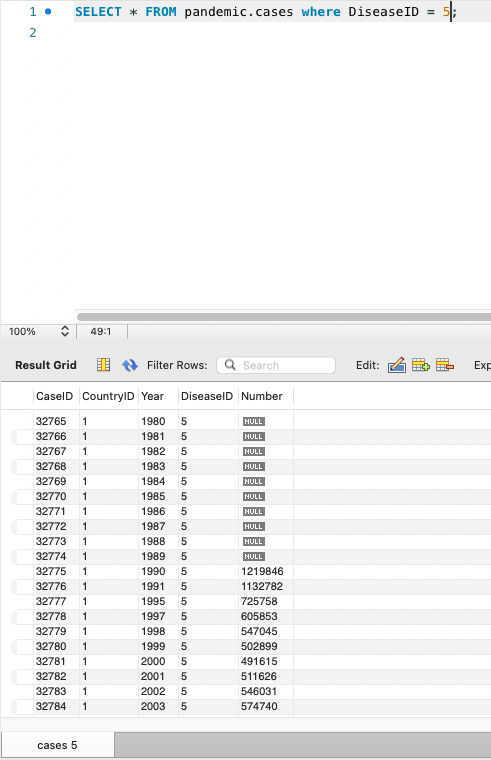 1 SELECT * FROM pandemic.cases where DiseaseID = 5;
2
100% 49:1
Result Grid Filter Rows: Search Edit: Exp
CaseID CountryID Year DiseaseID Number
32765 1 1980 5 NULL
32766 1 1981 5 NULL
32767 1 1982 5 NULL
32768 1 1983 5 NULL
32769 1 1984 5 NULL
32770 1 1985 5 NULL
32771 1 1986 5 NULL
32772 1 1987 5 NULL
32773 1 1988 5 NULL
32774 1 1989 5 NULL
32775 1 1990 5 1219846
32776 1 1991 5 1132782
32777 1 1995 5 725758
32778 1 1997 5 605853
32779 1 1998 5 547045
32780 1 1999 5 502899
32781 1 2000 5 491615
32782 1 2001 5 511626
32783 1 2002 5 546031
32784 1 2003 5 574740
cases 5